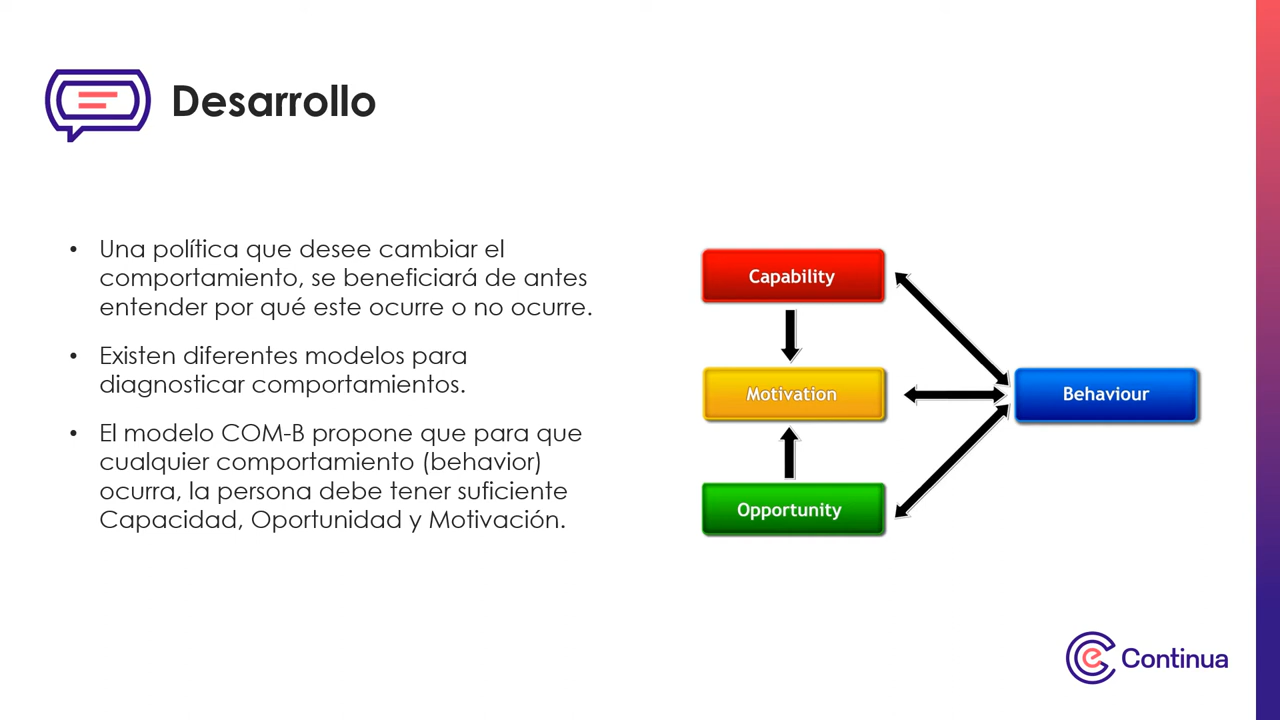 Desarrollo
• Una política que desee cambiar el
comportamiento, se beneficiará de antes
entender por qué este ocurre o no ocurre.
• Existen diferentes modelos para
diagnosticar comportamientos.
• El modelo COM-B propone que para que
cualquier comportamiento (behavior)
ocurra, la persona debe tener suficiente
Capacidad, Oportunidad y Motivación.
Capability
Motivation
Opportunity
Behaviour
e Continua